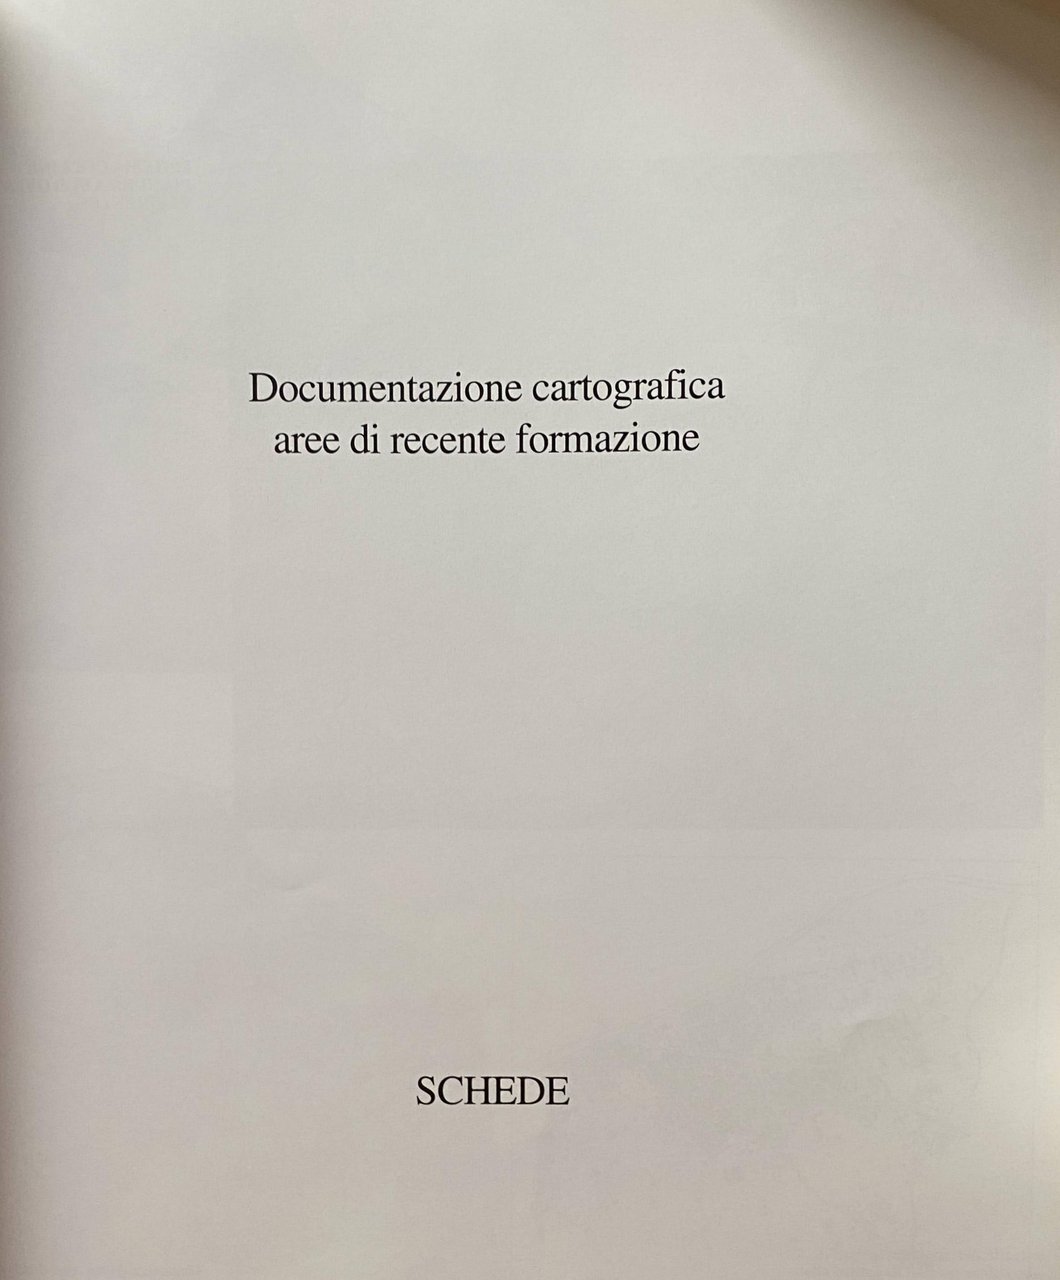 Documentazione cartografica
aree di recente formazione
SCHEDE